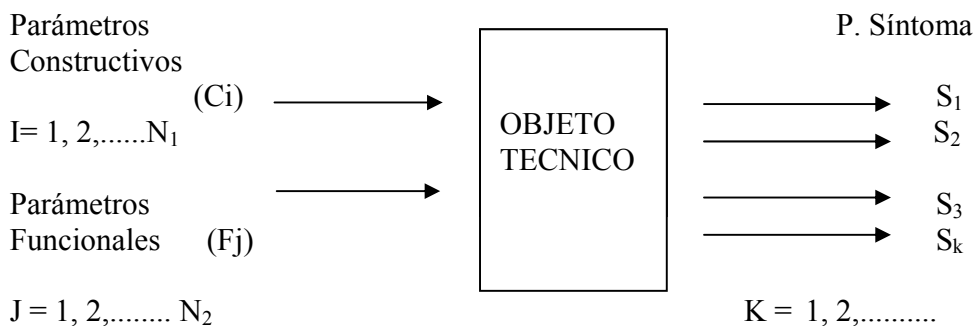 Parámetros
Constructivos
(Ci)
I= 1, 2,......N₁
Parámetros
Funcionales (Fj)
J = 1, 2,........ N₂
OBJETO
TECNICO
P. Síntoma
S₁
S₂
S₃
Sₖ
K = 1, 2,..........